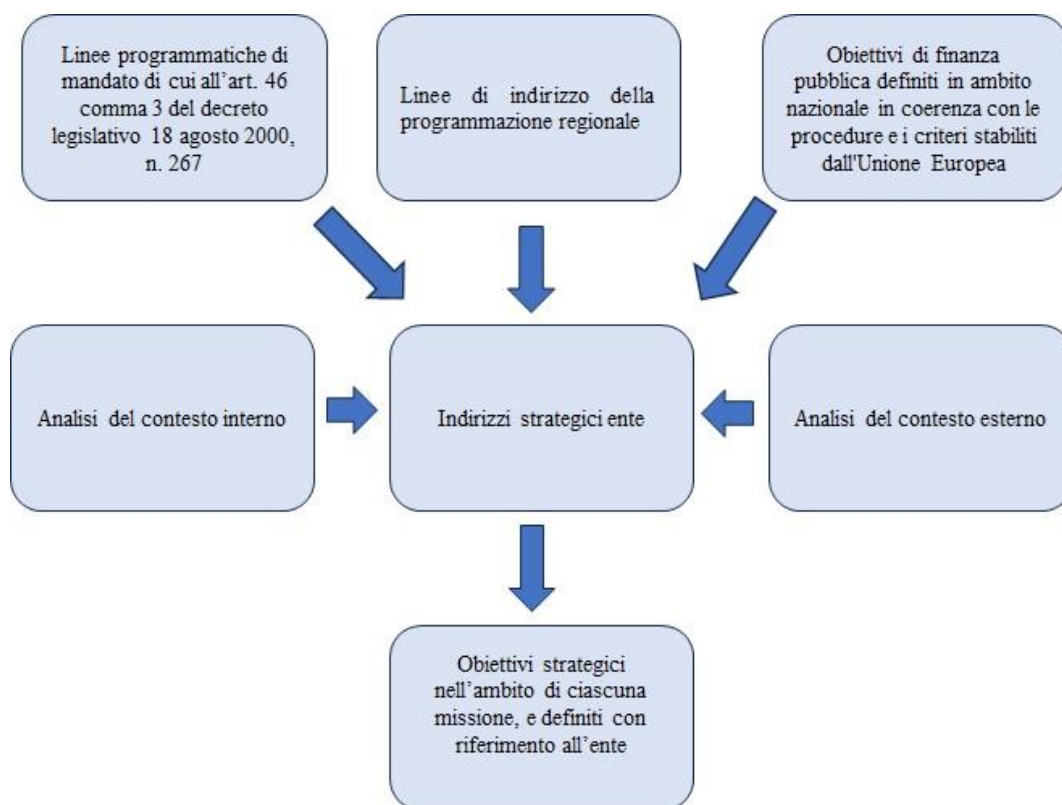 Linee programmatiche di
mandato di cui all’art. 46
comma 3 del decreto
legislativo 18 agosto 2000,
n. 267
Linee di indirizzo della
programmazione regionale
Obiettivi di finanza
pubblica definiti in ambito
nazionale in coerenza con le
procedure e i criteri stabiliti
dall'Unione Europea
Analisi del contesto interno
Indirizzi strategici ente
Analisi del contesto esterno
Obiettivi strategici
nell’ambito di ciascuna
missione, e definiti con
riferimento all’ente